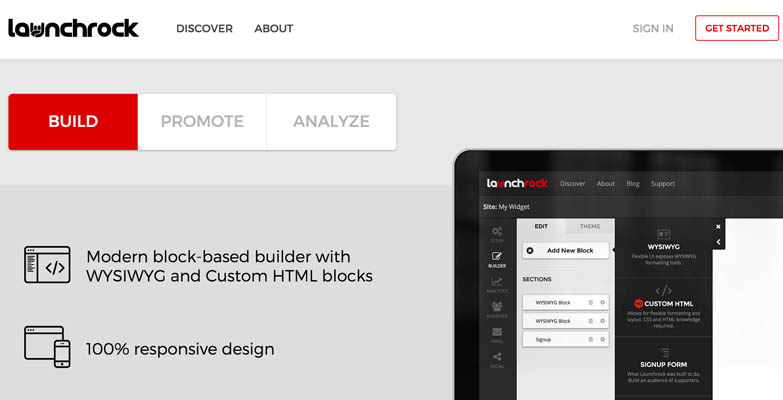 launchrock DISCOVER ABOUT SIGN IN GET STARTED
BUILD PROMOTE ANALYZE
launchrock Discover About Blog Support
Site: My Widget
EDIT THEME
SETUP
Add New Block
WYSIWYG
Flexible UI exposes WYSIWYG
formatting tools.
BUILDER
SECTIONS
ANALYTICS
WYSIWYG Block
CUSTOM HTML
Allows for flexible formatting and
layout. CSS and HTML knowledge
required.
AUDIENCE
WYSIWYG Block
EMAIL
Signup
SIGNUP FORM
What Launchrock was built to do.
Build an audience of supporters.
SOCIAL
Modern block-based builder with
WYSIWYG and Custom HTML blocks
100% responsive design